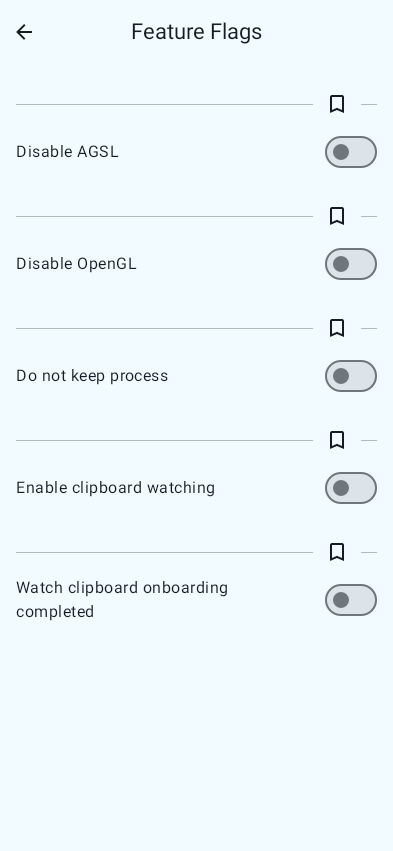 Feature Flags
Disable AGSL
Disable OpenGL
Do not keep process
Enable clipboard watching
Watch clipboard onboarding
completed